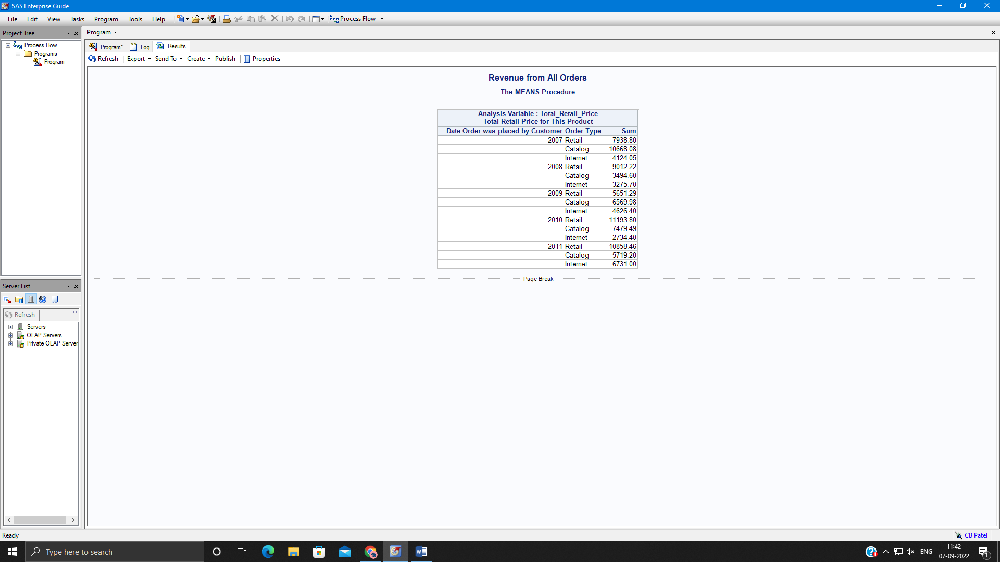 SAS Enterprise Guide
File Edit View Tasks Program Tools Help Process Flow
Project Tree
Process Flow
Programs
Program
Program
Program* Log Results
Refresh Export Send To Create Publish Properties
Revenue from All Orders
The MEANS Procedure
Analysis Variable : Total_Retail_Price
Total Retail Price for This Product
Date Order was placed by Customer Order Type Sum
2007 Retail 7938.80
Catalog 10668.08
Internet 4124.05
2008 Retail 9012.22
Catalog 3494.60
Internet 3275.70
2009 Retail 5651.29
Catalog 6569.98
Internet 4626.40
2010 Retail 11193.80
Catalog 7479.49
Internet 2734.40
2011 Retail 10858.46
Catalog 5719.20
Internet 6731.00
Page Break
Server List
Refresh
Servers
OLAP Servers
Private OLAP Server
Ready
CB Patel
Type here to search
ENG
11:42
07-09-2022
1